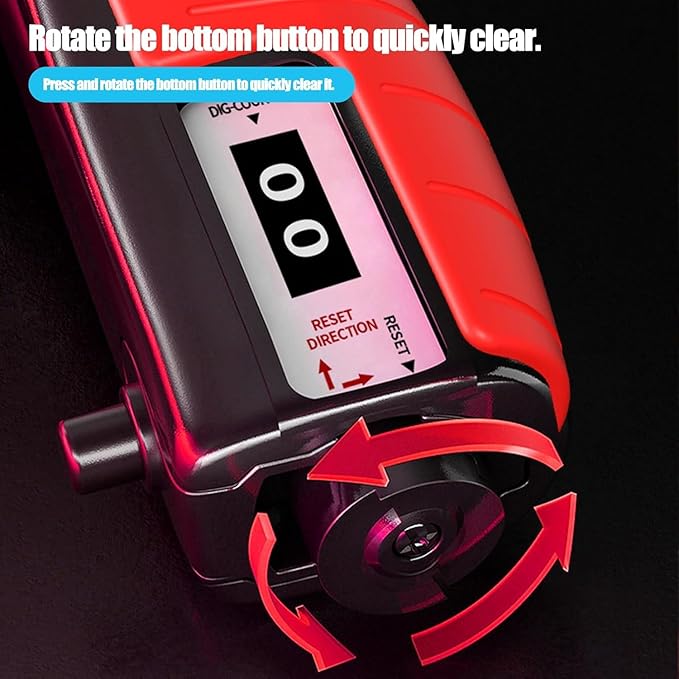 Rotate the bottom button to quickly clear.
Press and rotate the bottom button to quickly clear it.
00
RESET
DIRECTION
RESET